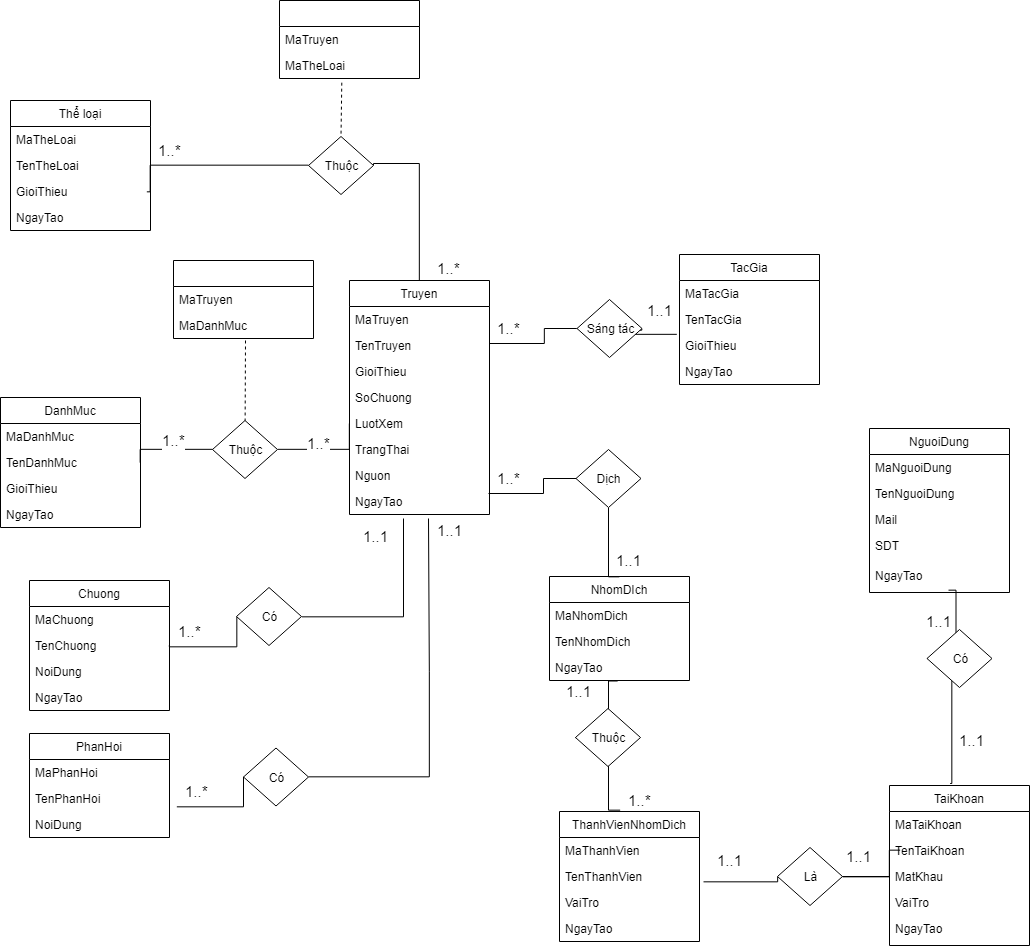 MaTruyen
MaTheLoai
Thể loại
MaTheLoai
TenTheLoai
GioiThieu
NgayTao
1..*
Thuộc
1..*
MaTruyen
MaDanhMuc
DanhMuc
MaDanhMuc
TenDanhMuc
GioiThieu
NgayTao
1..*
Thuộc
1..*
Truyen
MaTruyen
TenTruyen
GioiThieu
SoChuong
LuotXem
TrangThai
Nguon
NgayTao
1..*
Sáng tác
1..1
TacGia
MaTacGia
TenTacGia
GioiThieu
NgayTao
1..*
Dịch
1..1
1..1
1..1
Chuong
MaChuong
TenChuong
NoiDung
NgayTao
1..*
Có
PhanHoi
MaPhanHoi
TenPhanHoi
NoiDung
1..*
Có
NhomDIch
MaNhomDich
TenNhomDich
NgayTao
1..1
Thuộc
1..*
ThanhVienNhomDich
MaThanhVien
TenThanhVien
VaiTro
NgayTao
1..1
Là
1..1
NguoiDung
MaNguoiDung
TenNguoiDung
Mail
SDT
NgayTao
1..1
Có
1..1
TaiKhoan
MaTaiKhoan
TenTaiKhoan
MatKhau
VaiTro
NgayTao